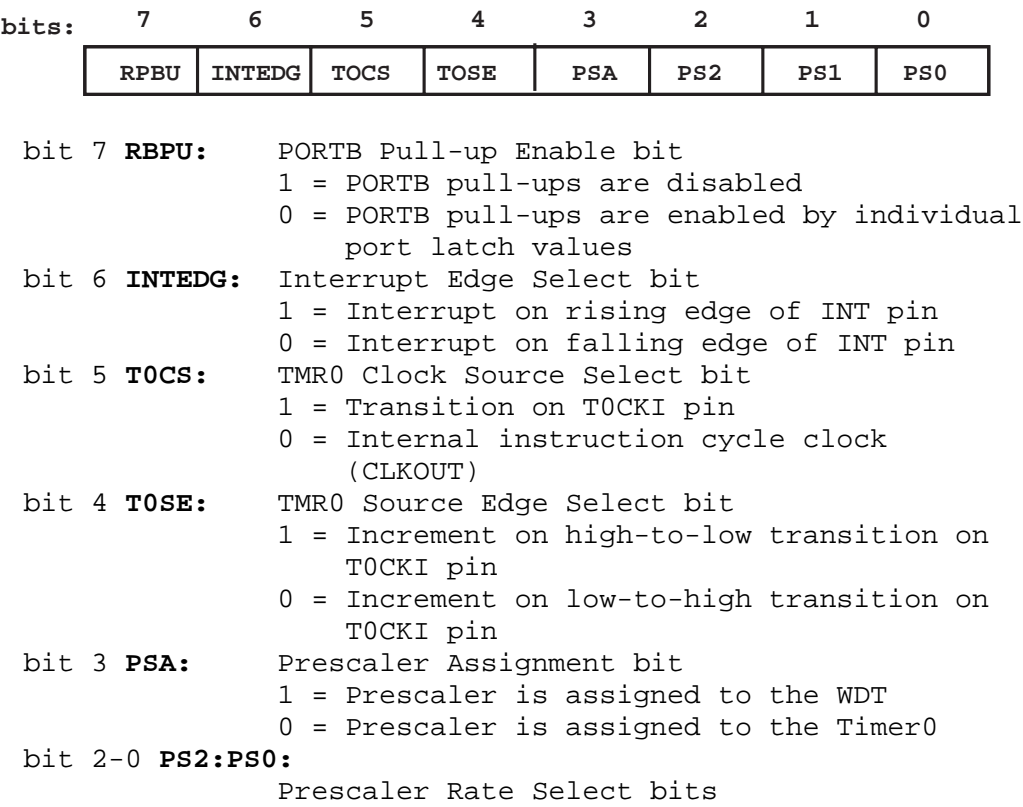 bits: 7 6 5 4 3 2 1 0
RPBU INTEDG TOCS TOSE PSA PS2 PS1 PS0
bit 7 RBPU: PORTB Pull-up Enable bit
1 = PORTB pull-ups are disabled
0 = PORTB pull-ups are enabled by individual
port latch values
bit 6 INTEDG: Interrupt Edge Select bit
1 = Interrupt on rising edge of INT pin
0 = Interrupt on falling edge of INT pin
bit 5 T0CS: TMR0 Clock Source Select bit
1 = Transition on T0CKI pin
0 = Internal instruction cycle clock
(CLKOUT)
bit 4 T0SE: TMR0 Source Edge Select bit
1 = Increment on high-to-low transition on
T0CKI pin
0 = Increment on low-to-high transition on
T0CKI pin
bit 3 PSA: Prescaler Assignment bit
1 = Prescaler is assigned to the WDT
0 = Prescaler is assigned to the Timer0
bit 2-0 PS2:PS0:
Prescaler Rate Select bits